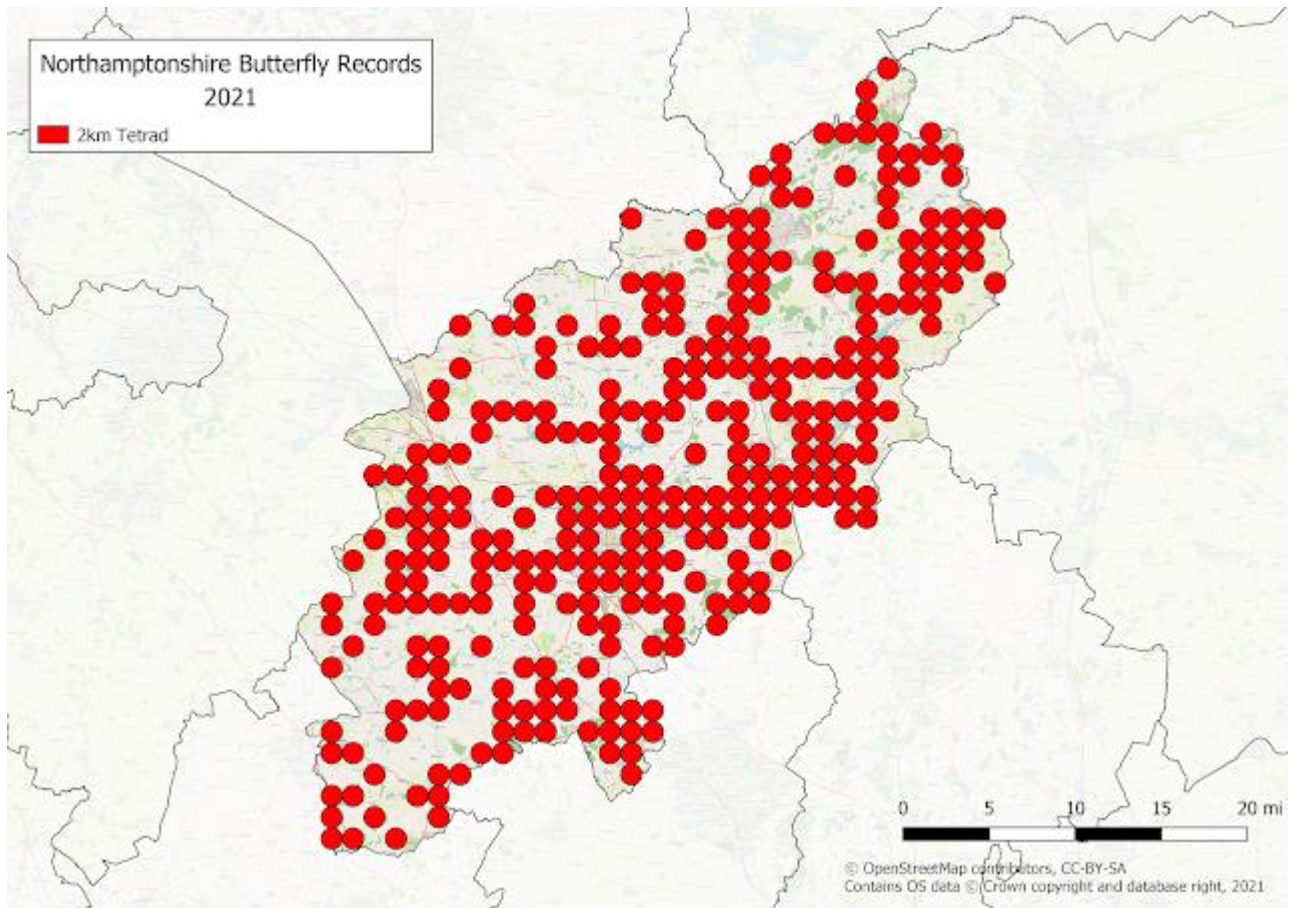 Northamptonshire Butterfly Records
2021
2km Tetrad
0 5 10 15 20 mi
© OpenStreetMap contributors, CC-BY-SA
Contains OS data © Crown copyright and database right, 2021